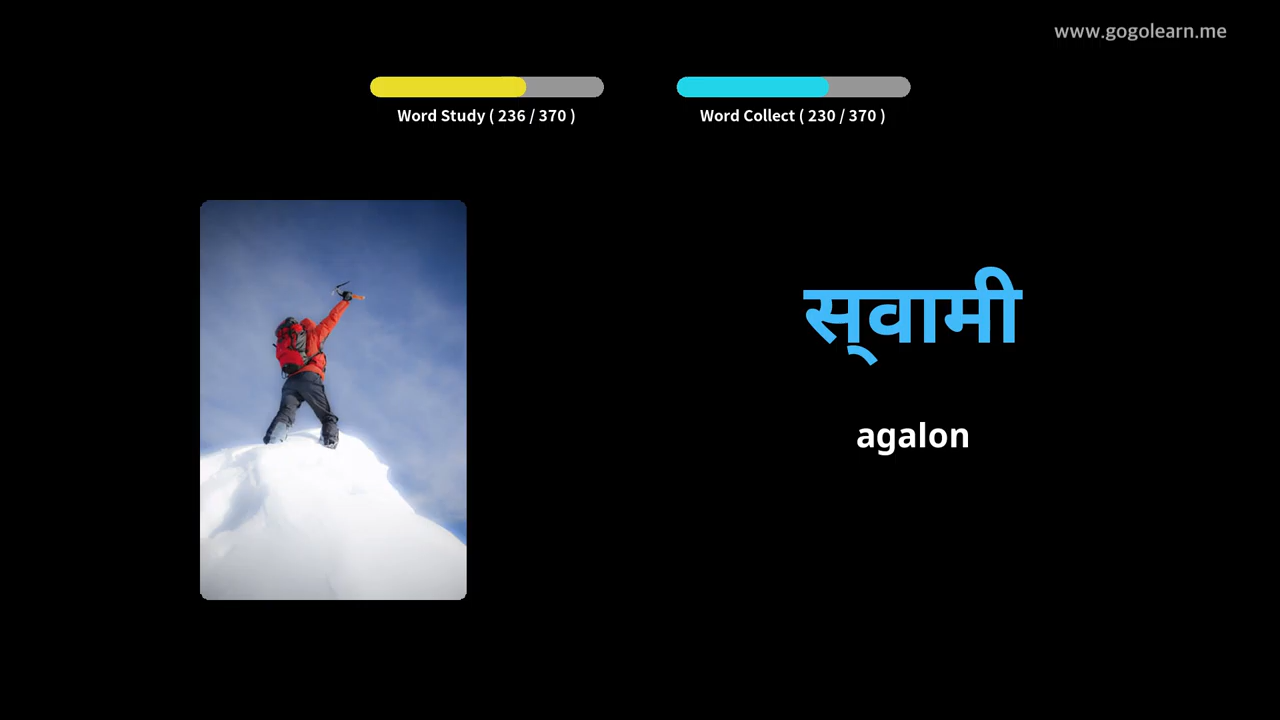 www.gogolearn.me
Word Study ( 236 / 370 )
Word Collect ( 230 / 370 )
स्‌वामी
agalon